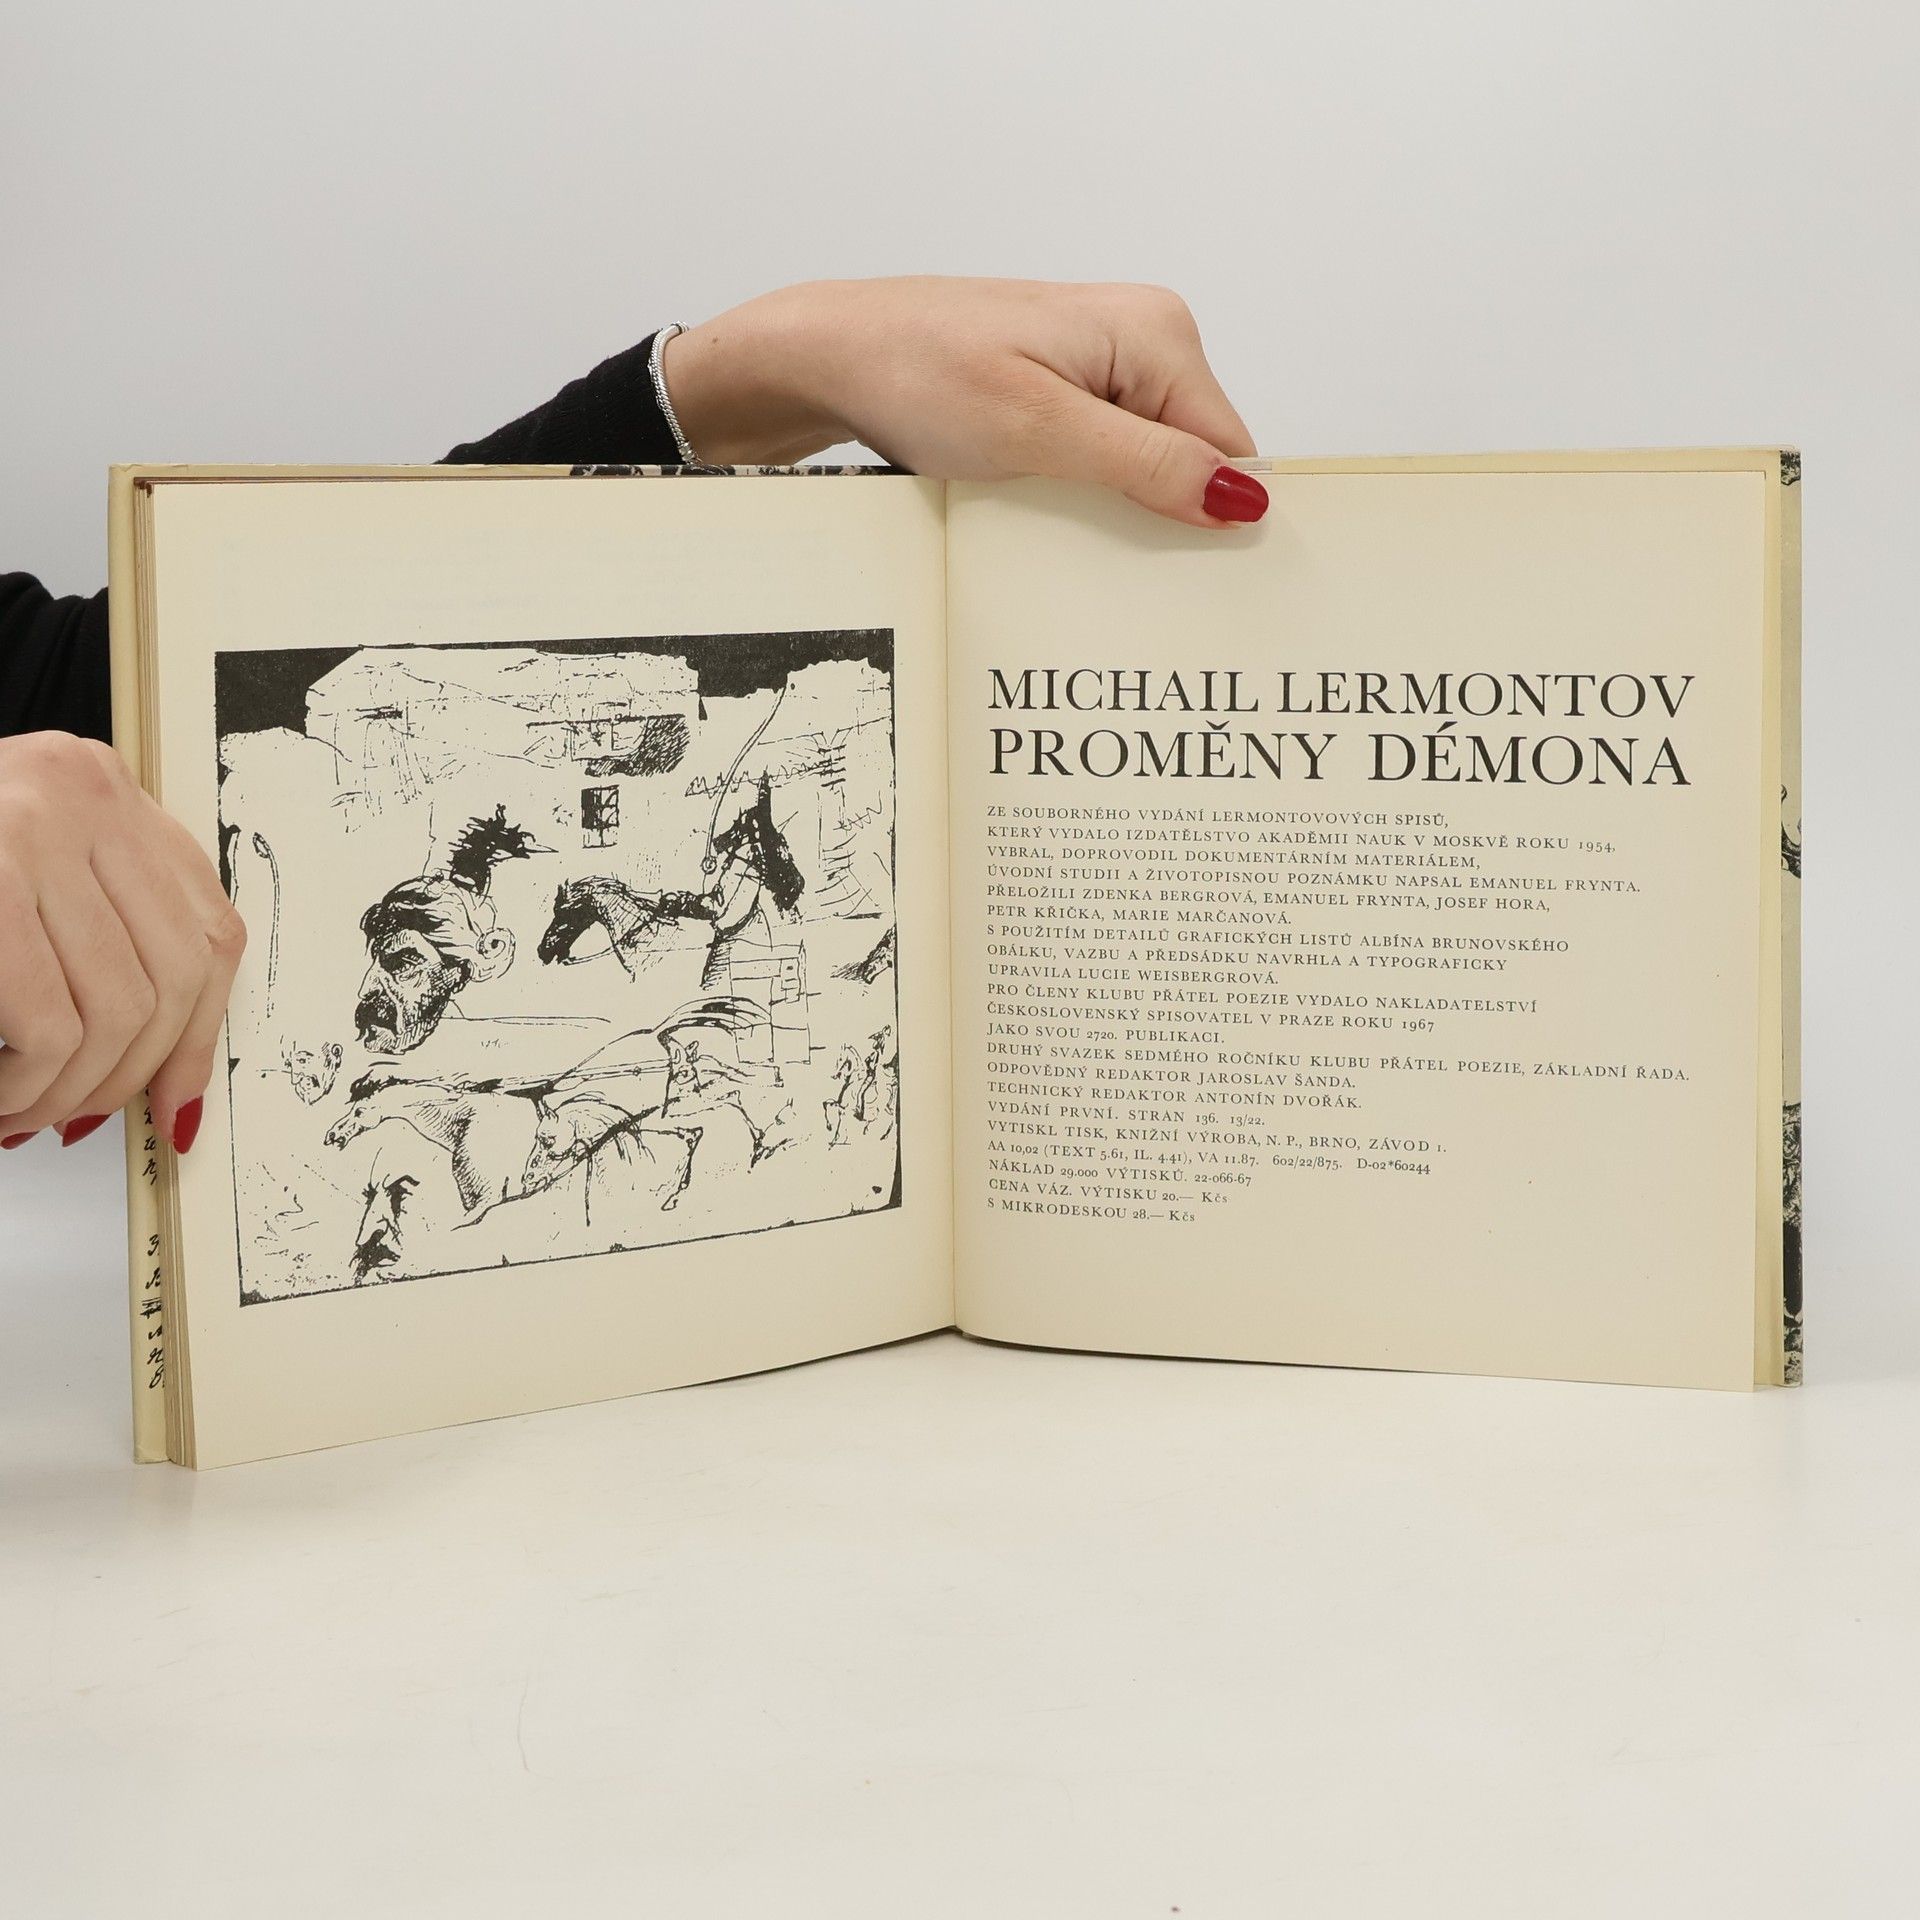 MICHAIL LERMONTOV
PROMĚNY DÉMONA
ZE SOUBORNÉHO VYDÁNÍ LERMONTOVOVÝCH SPISŮ,
KTERÝ VYDALO IZDATĚLSTVO AKADĚMII NAUK V MOSKVĚ ROKU 1954,
VYBRAL, DOPROVODIL DOKUMENTÁRNÍM MATERIÁLEM,
ÚVODNÍ STUDII A ŽIVOTOPISNOU POZNÁMKU NAPSAL EMANUEL FRYNTA.
PŘELOŽILI ZDENKA BERGROVÁ, EMANUEL FRYNTA, JOSEF HORA,
PETR KŘIČKA, MARIE MARČANOVÁ.
S POUŽITÍM DETAILŮ GRAFICKÝCH LISTŮ ALBÍNA BRUNOVSKÉHO
OBÁLKU, VAZBU A PŘEDSÁDKU NAVRHLA A TYPOGRAFICKY
UPRAVILA LUCIE WEISBERGROVÁ.
PRO ČLENY KLUBU PŘÁTEL POEZIE VYDALO NAKLADATELSTVÍ
ČESKOSLOVENSKÝ SPISOVATEL V PRAZE ROKU 1967
JAKO SVOU 2720. PUBLIKACI.
DRUHÝ SVAZEK SEDMÉHO ROČNÍKU KLUBU PŘÁTEL POEZIE, ZÁKLADNÍ ŘADA.
ODPOVĚDNÝ REDAKTOR JAROSLAV ŠANDA.
TECHNICKÝ REDAKTOR ANTONÍN DVOŘÁK.
VYDÁNÍ PRVNÍ. STRAN 136. 13/22.
VYTISKL TISK, KNIŽNÍ VÝROBA, N. P., BRNO, ZÁVOD 1.
AA 10,02 (TEXT 5.61, IL. 4.41), VA 11.87. 602/22/875. D-02*60244
NÁKLAD 29.000 VÝTISKŮ. 22-066-67
CENA VÁZ. VÝTISKU 20.— Kčs
S MIKRODESKOU 28.— Kčs